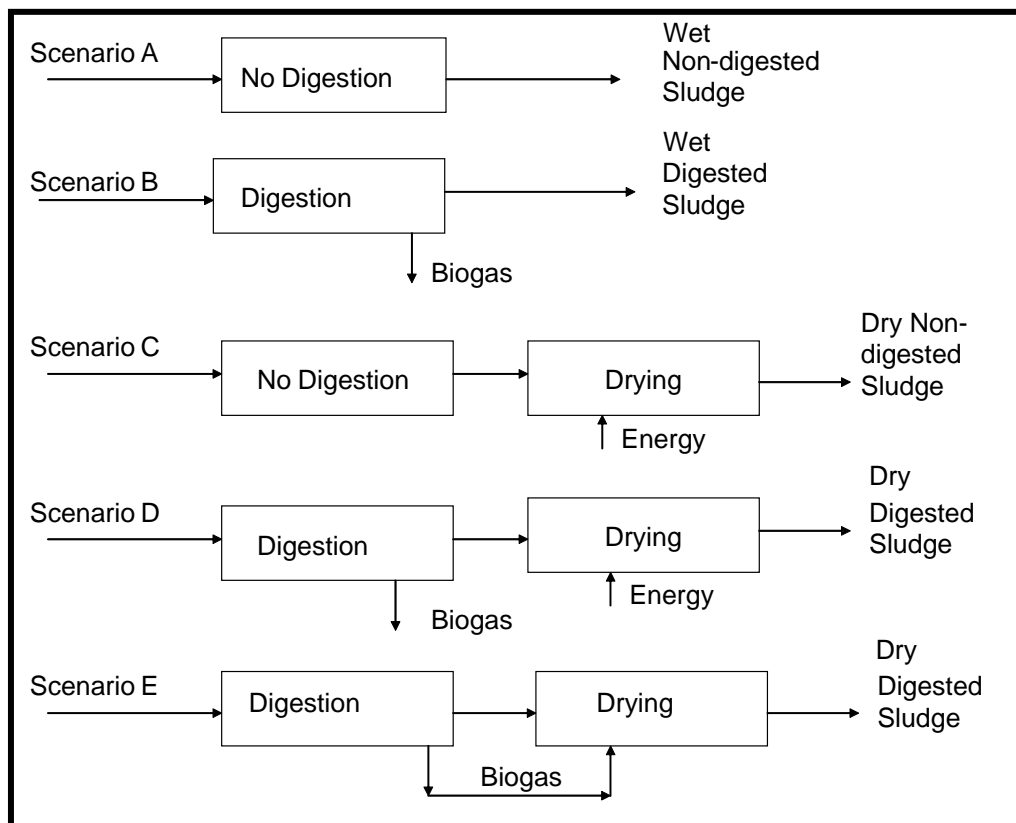 Scenario A
No Digestion
Wet
Non-digested
Sludge
Scenario B
Digestion
Wet
Digested
Sludge
Biogas
Scenario C
No Digestion
Drying
Dry Non-
digested
Sludge
Energy
Scenario D
Digestion
Drying
Dry
Digested
Sludge
Biogas
Energy
Scenario E
Digestion
Drying
Dry
Digested
Sludge
Biogas